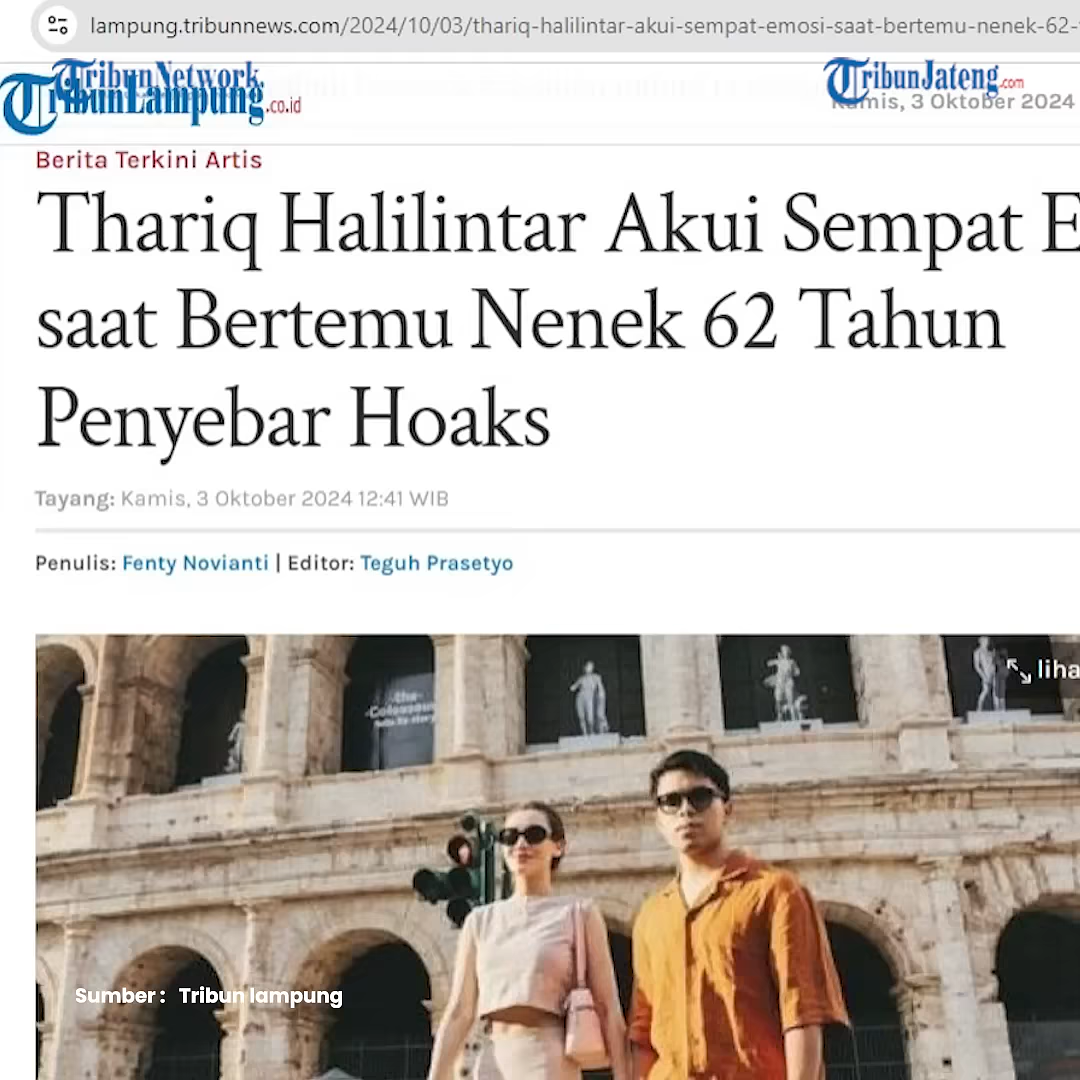 lampung.tribunnews.com/2024/10/03/thariq-halilintar-akui-sempat-emosi-saat-bertemu-nenek-62-
TribunNetwork
TribunLampung.co.id
TribunJateng.com
Kamis, 3 Oktober 2024
Berita Terkini Artis
Thariq Halilintar Akui Sempat E
saat Bertemu Nenek 62 Tahun
Penyebar Hoaks
Tayang: Kamis, 3 Oktober 2024 12:41 WIB
Penulis: Fenty Novianti | Editor: Teguh Prasetyo
liha
Sumber : Tribun lampung